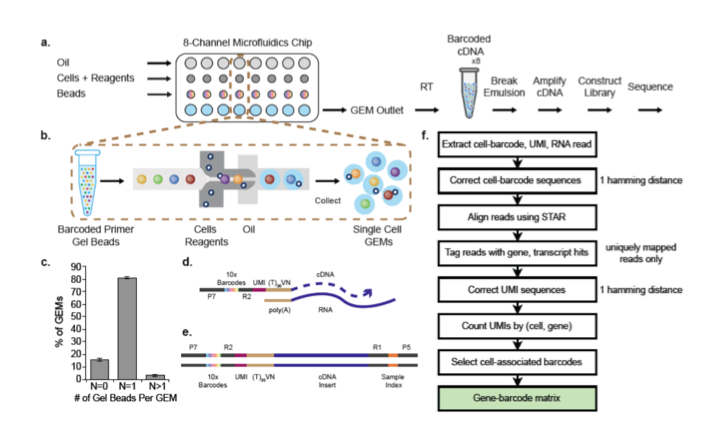 a.
8-Channel Microfluidics Chip
Oil
Cells + Reagents
Beads
GEM Outlet
RT
Barcoded
cDNA
x8
Break
Emulsion
Amplify
cDNA
Construct
Library
Sequence
b.
Collect
Barcoded Primer
Gel Beads
Cells
Reagents
Oil
Single Cell
GEMs
c.
% of GEMs
90
80
70
60
50
40
30
20
10
0
N=0 N=1 N>1
# of Gel Beads Per GEM
d.
10x
Barcodes
UMI
cDNA
P7
R2
poly(A)
RNA
e.
P7
R2
R1
P5
10x
Barcodes
UMI
cDNA
Insert
Sample
Index
f.
Extract cell-barcode, UMI, RNA read
Correct cell-barcode sequences
1 hamming distance
Align reads using STAR
Tag reads with gene, transcript hits
uniquely mapped
reads only
Correct UMI sequences
1 hamming distance
Count UMIs by (cell, gene)
Select cell-associated barcodes
Gene-barcode matrix